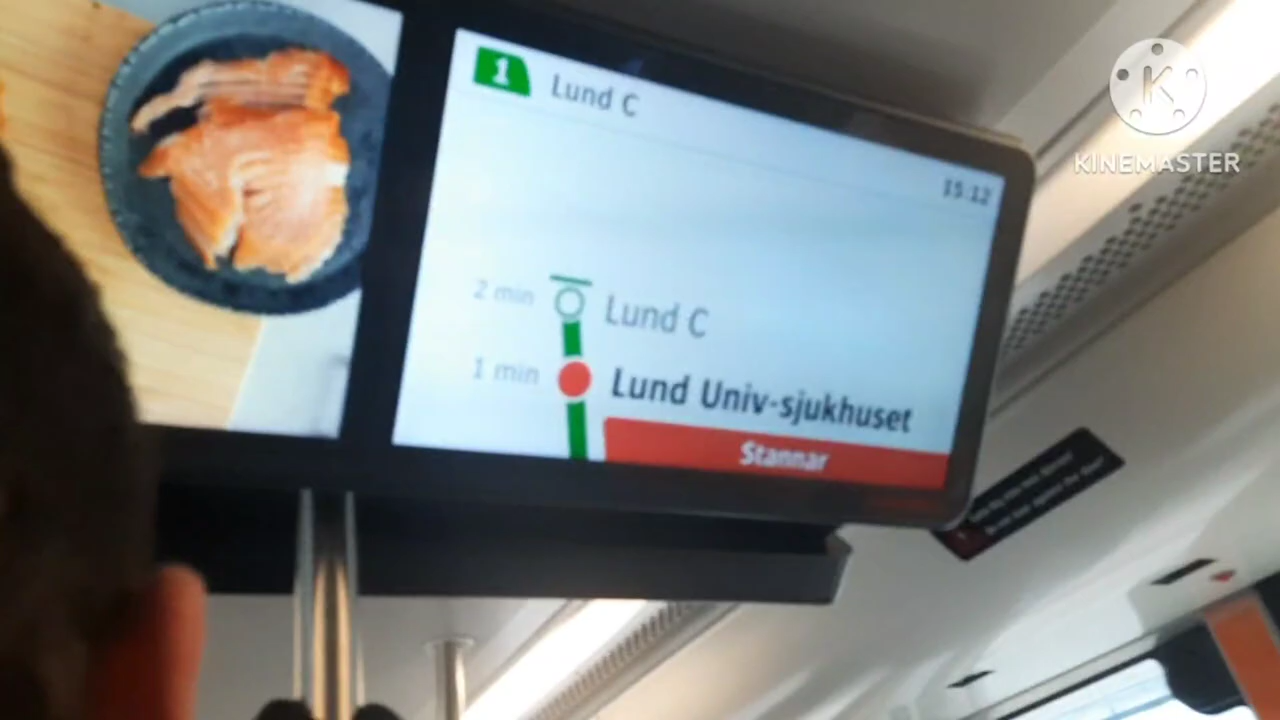 1 Lund C
15:12
2 min Lund C
1 min Lund Univ-sjukhuset
Stannar
K
KINEMASTER